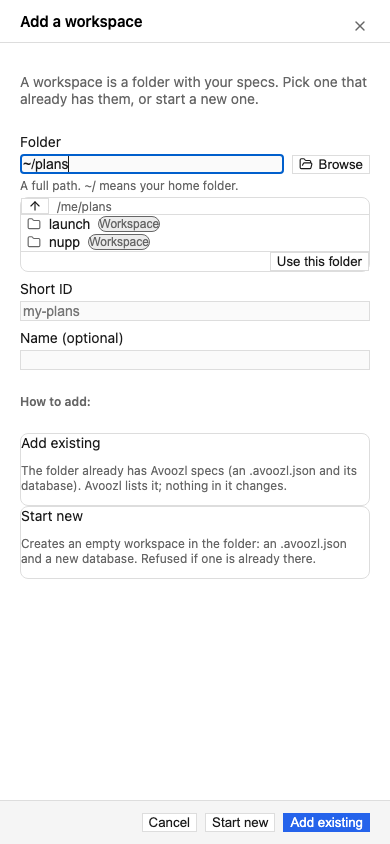 Add a workspace
A workspace is a folder with your specs. Pick one that
already has them, or start a new one.
Folder
~/plans
Browse
A full path. ~/ means your home folder.
/me/plans
launch Workspace
nupp Workspace
Use this folder
Short ID
my-plans
Name (optional)
How to add:
Add existing
The folder already has Avoozl specs (an .avoozl.json and its
database). Avoozl lists it; nothing in it changes.
Start new
Creates an empty workspace in the folder: an .avoozl.json
and a new database. Refused if one is already there.
Cancel
Start new
Add existing